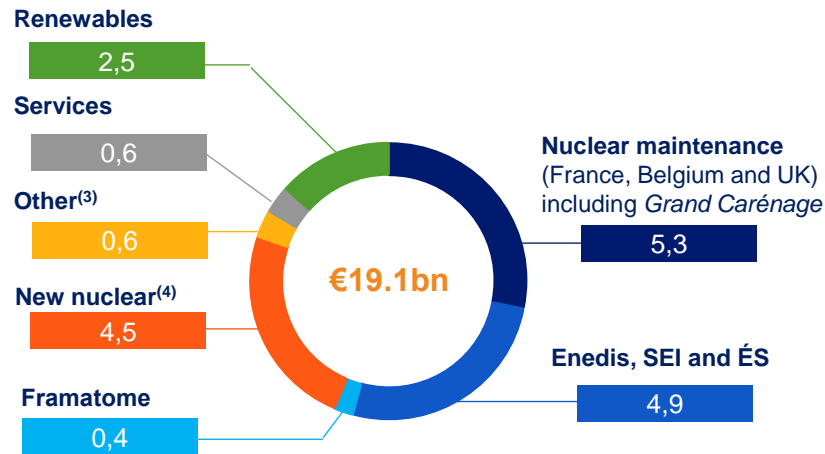 Renewables
2,5
Services
0,6
Other(3)
0,6
New nuclear(4)
4,5
Framatome
0,4
€19.1bn
Nuclear maintenance
(France, Belgium and UK)
including Grand Carénage
5,3
Enedis, SEI and ÉS
4,9